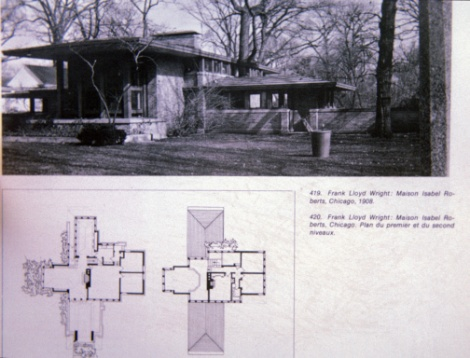 419. Frank Lloyd Wright: Maison Isabel Ro-
berts, Chicago, 1908.
420. Frank Lloyd Wright: Maison Isabel Ro-
berts, Chicago. Plan du premier et du second
niveaux.